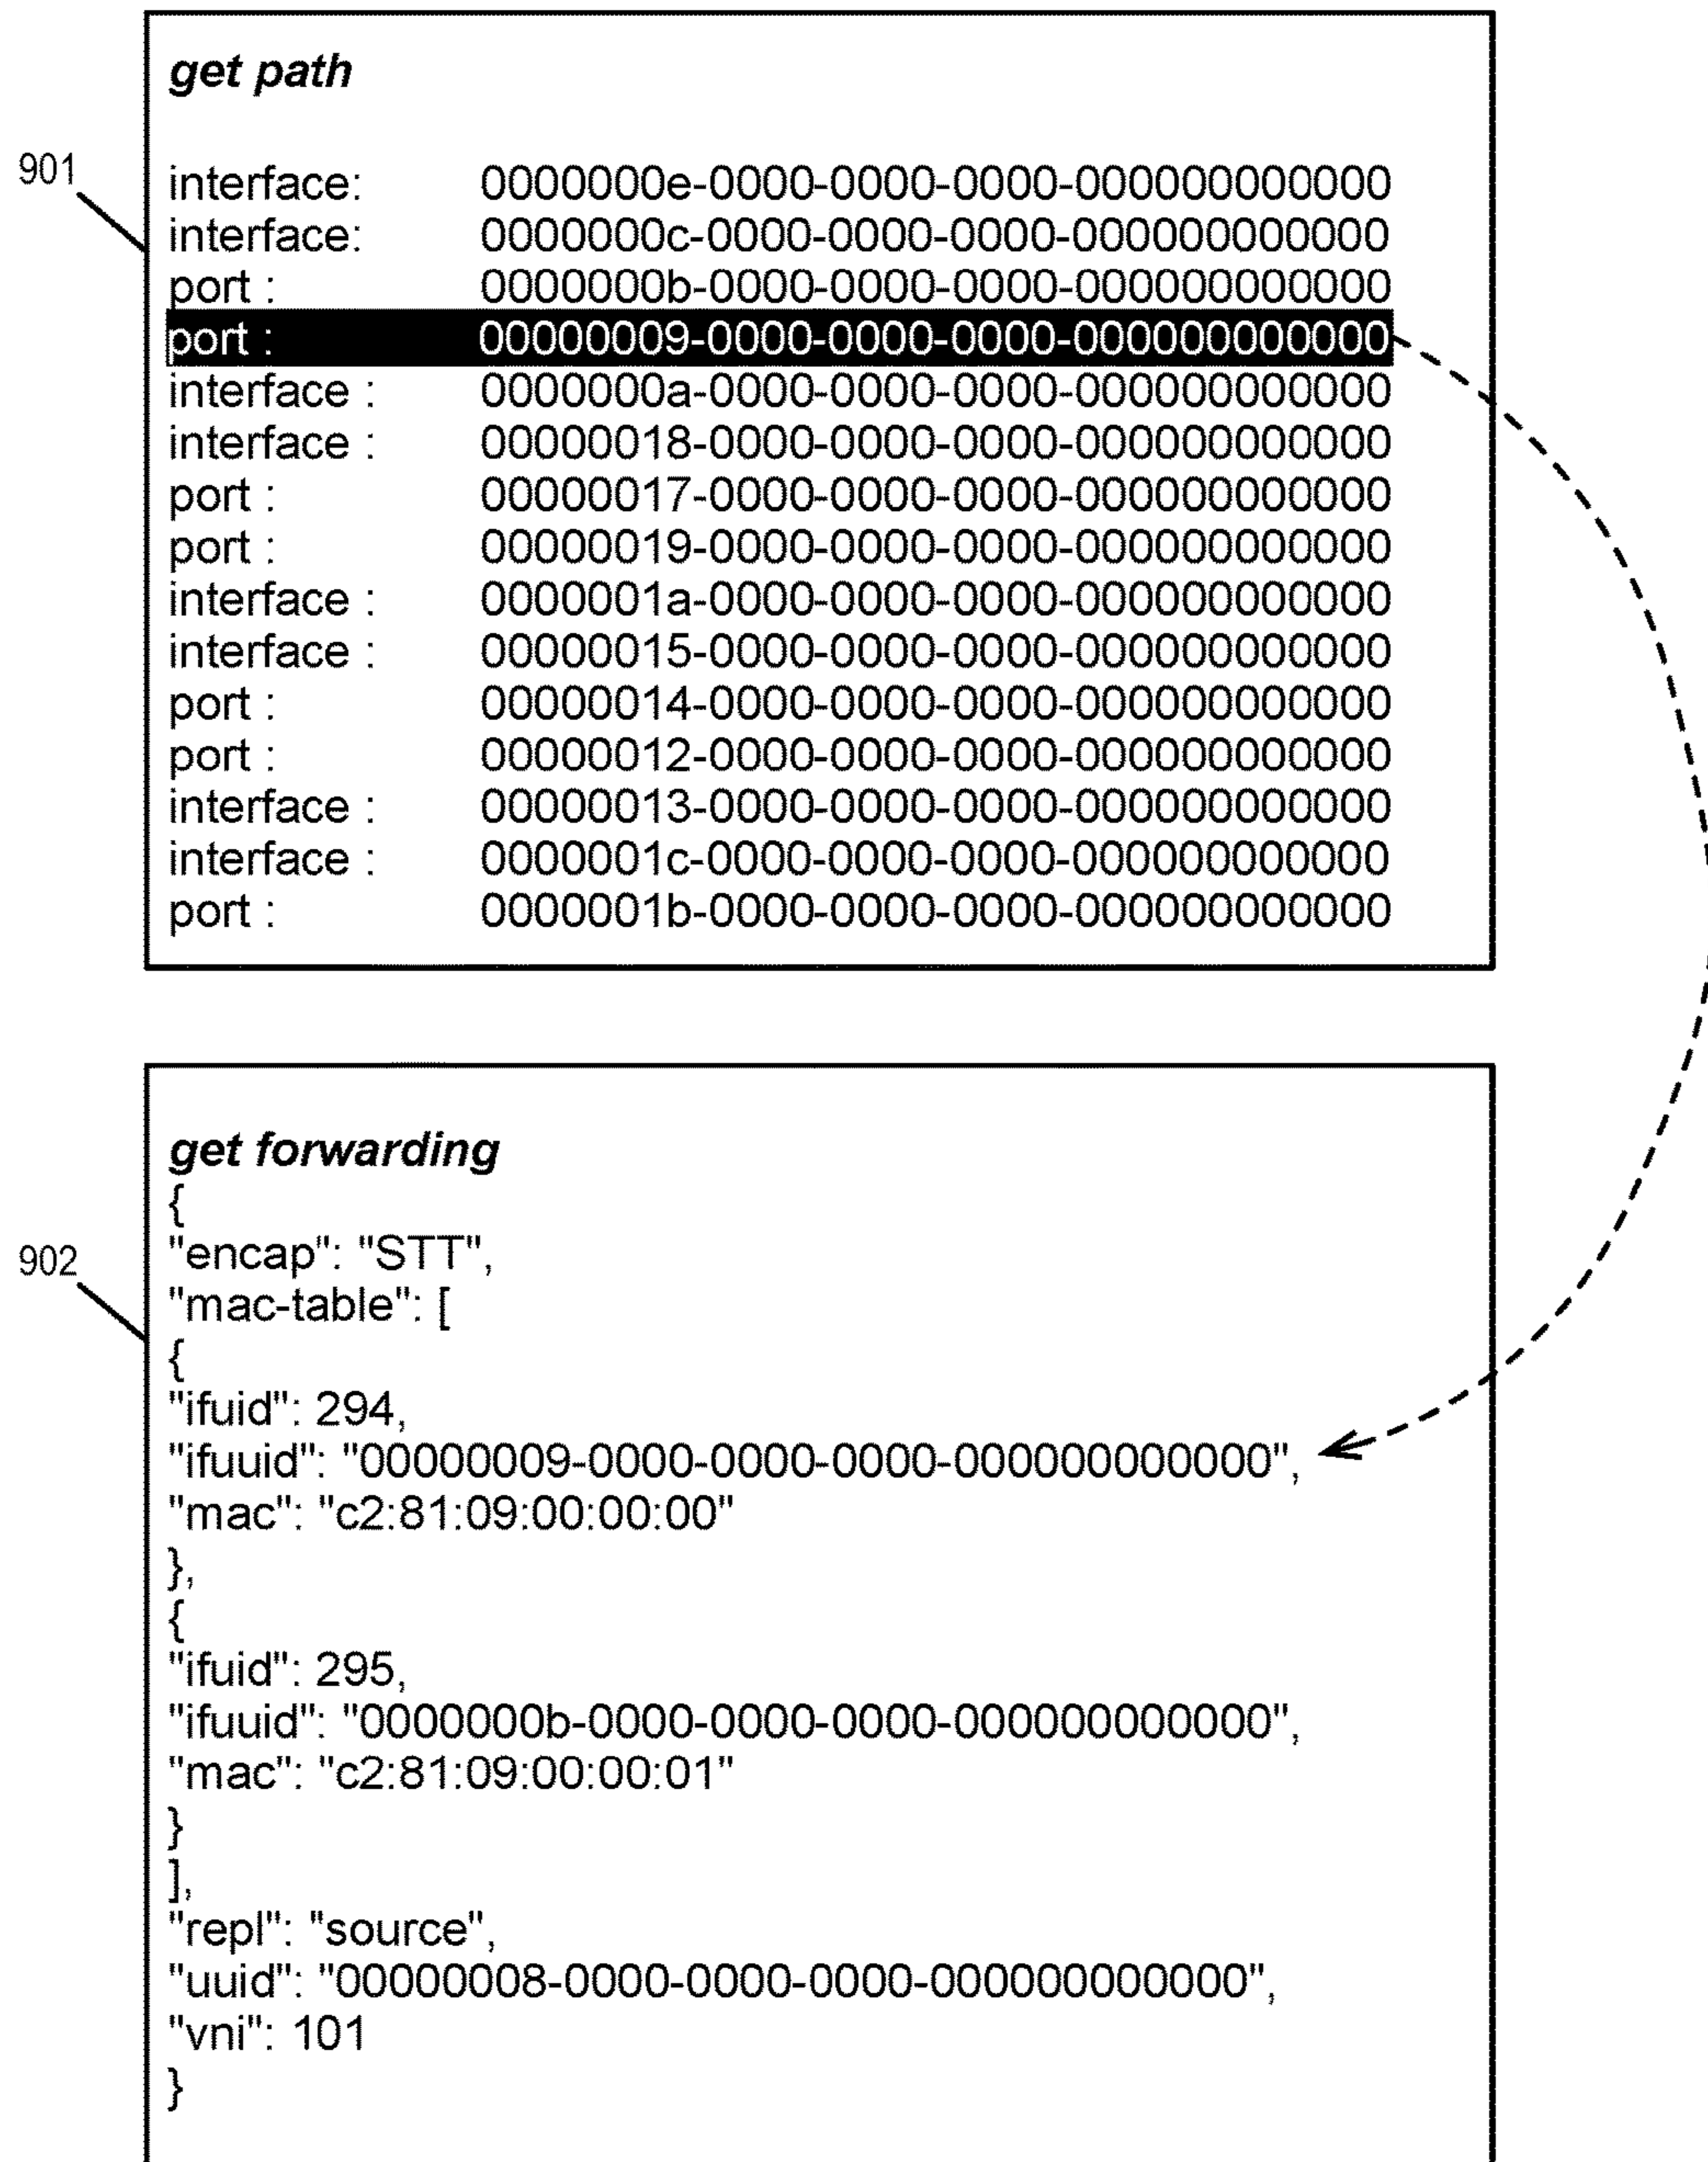 get path
901
interface: 0000000e-0000-0000-0000-000000000000
interface: 0000000c-0000-0000-0000-000000000000
port : 0000000b-0000-0000-0000-000000000000
port : 00000009-0000-0000-0000-000000000000
interface : 0000000a-0000-0000-0000-000000000000
interface : 00000018-0000-0000-0000-000000000000
port : 00000017-0000-0000-0000-000000000000
port : 00000019-0000-0000-0000-000000000000
interface : 0000001a-0000-0000-0000-000000000000
interface : 00000015-0000-0000-0000-000000000000
port : 00000014-0000-0000-0000-000000000000
port : 00000012-0000-0000-0000-000000000000
interface : 00000013-0000-0000-0000-000000000000
interface : 0000001c-0000-0000-0000-000000000000
port : 0000001b-0000-0000-0000-000000000000
get forwarding
{
902
"encap": "STT",
"mac-table": [
{
"ifuid": 294,
"ifuuid": "00000009-0000-0000-0000-000000000000",
"mac": "c2:81:09:00:00:00"
},
{
"ifuid": 295,
"ifuuid": "0000000b-0000-0000-0000-000000000000",
"mac": "c2:81:09:00:00:01"
}
],
"repl": "source",
"uuid": "00000008-0000-0000-0000-000000000000",
"vni": 101
}